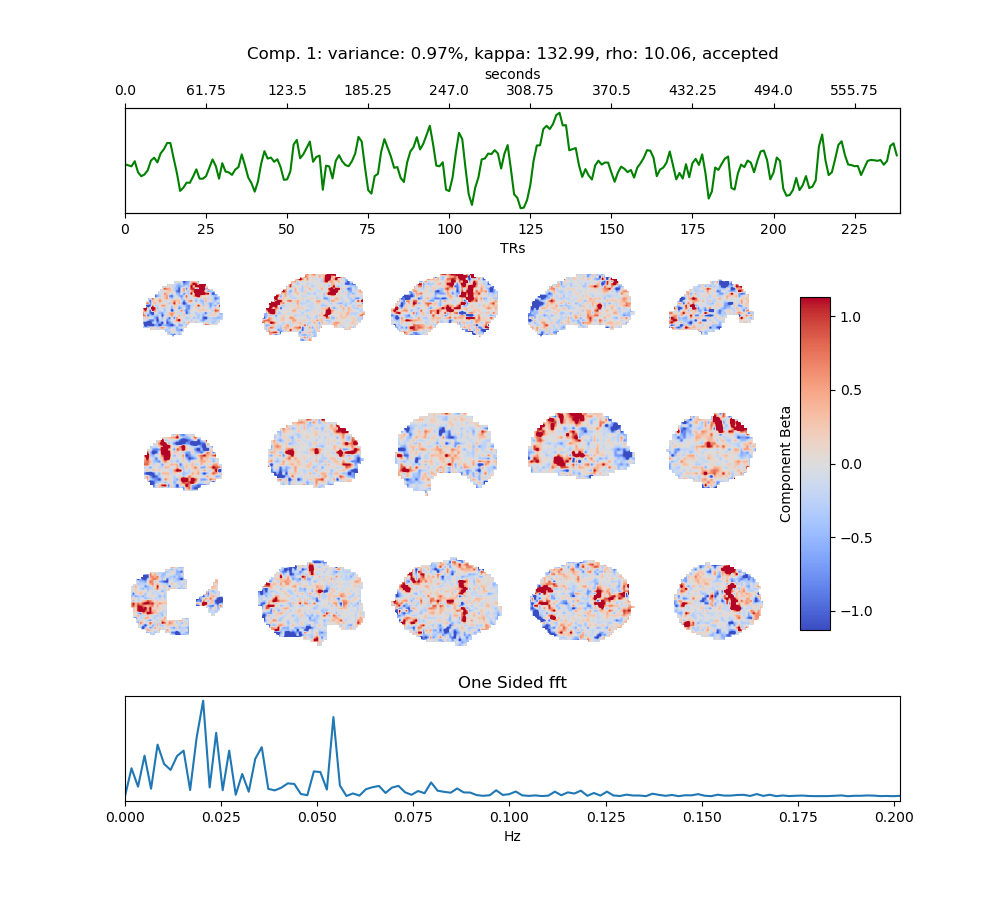 Comp. 1: variance: 0.97%, kappa: 132.99, rho: 10.06, accepted
seconds
0.0 61.75 123.5 185.25 247.0 308.75 370.5 432.25 494.0 555.75
0 25 50 75 100 125 150 175 200 225
TRs
1.0
0.5
0.0
−0.5
−1.0
Component Beta
One Sided fft
0.000 0.025 0.050 0.075 0.100 0.125 0.150 0.175 0.200
Hz